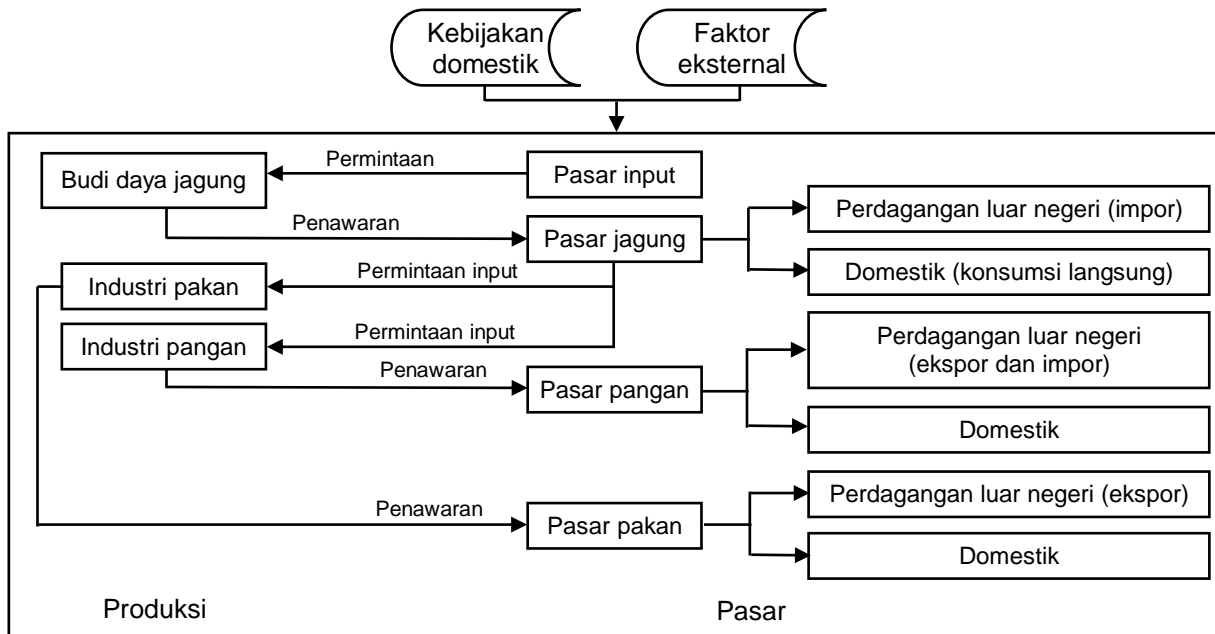 Kebijakan
domestik
Faktor
eksternal
Budi daya jagung
Permintaan
Pasar input
Penawaran
Pasar jagung
Perdagangan luar negeri (impor)
Domestik (konsumsi langsung)
Industri pakan
Permintaan input
Industri pangan
Permintaan input
Penawaran
Pasar pangan
Perdagangan luar negeri
(ekspor dan impor)
Domestik
Penawaran
Pasar pakan
Perdagangan luar negeri (ekspor)
Domestik
Produksi
Pasar